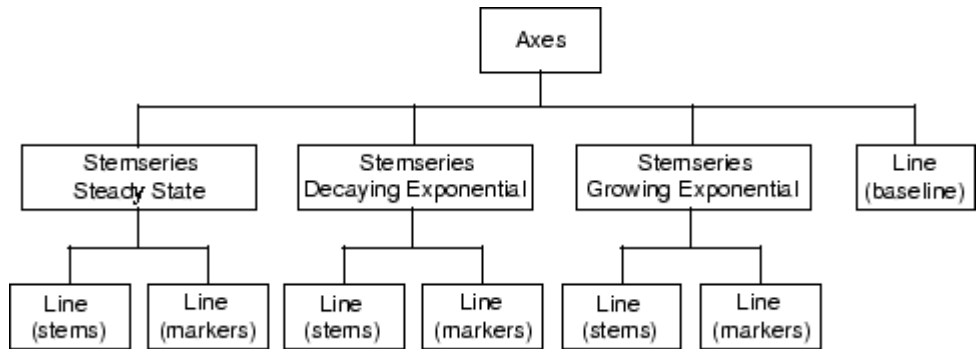 Axes
Stemseries
Steady State
Stemseries
Decaying Exponential
Stemseries
Growing Exponential
Line
(baseline)
Line
(stems)
Line
(markers)
Line
(stems)
Line
(markers)
Line
(stems)
Line
(markers)